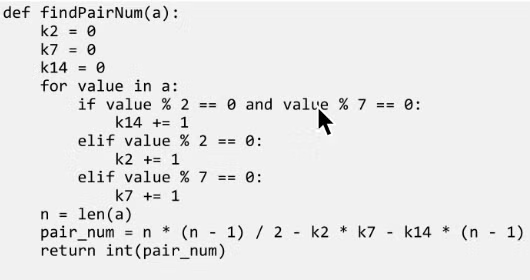 def findPairNum(a):
    k2 = 0
    k7 = 0
    k14 = 0
    for value in a:
        if value % 2 == 0 and value % 7 == 0:
            k14 += 1
        elif value % 2 == 0:
            k2 += 1
        elif value % 7 == 0:
            k7 += 1
    n = len(a)
    pair_num = n * (n - 1) / 2 - k2 * k7 - k14 * (n - 1)
    return int(pair_num)